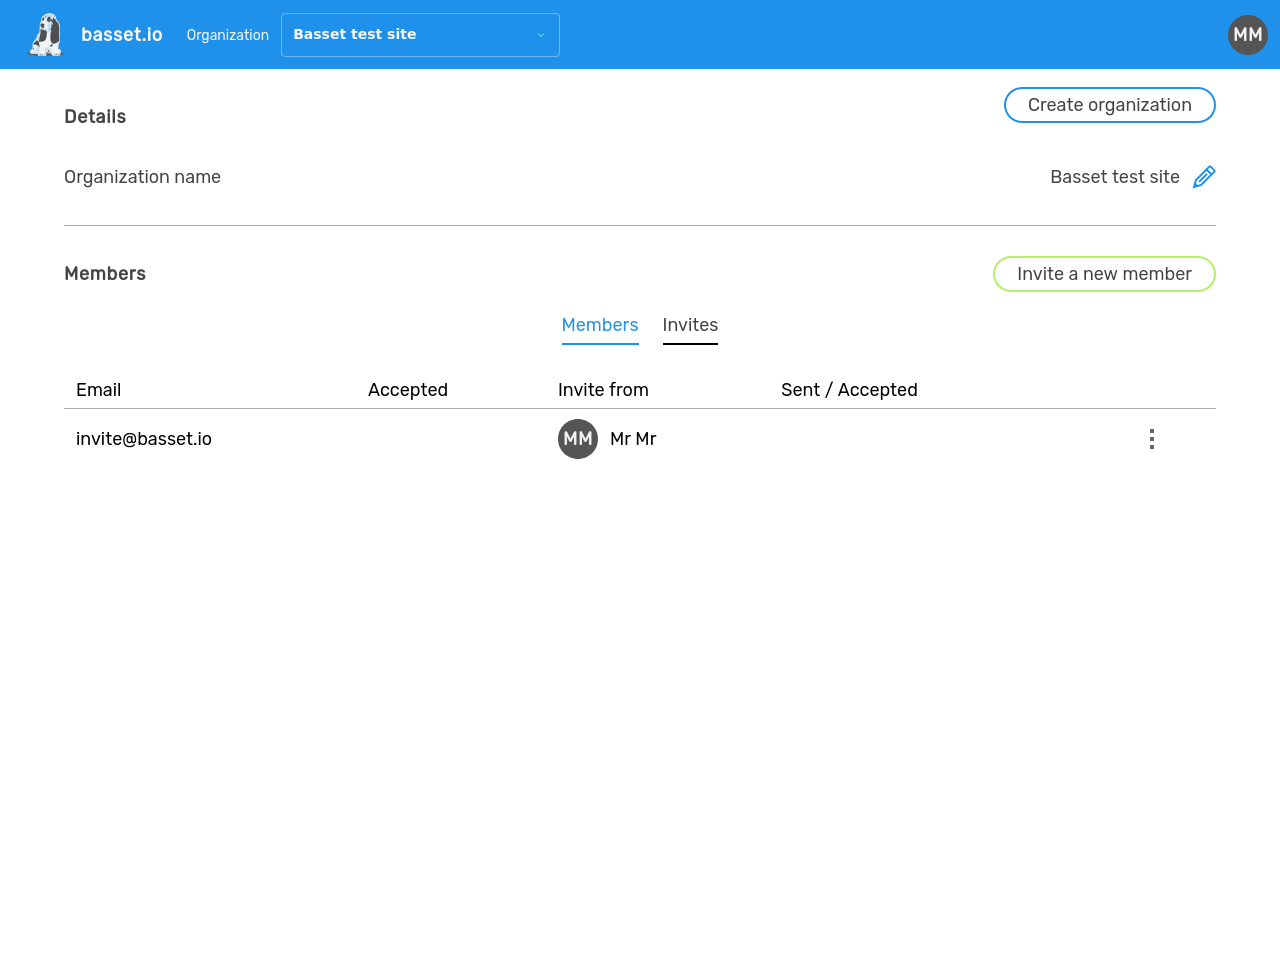 basset.io
Organization
Basset test site
MM
Details
Create organization
Organization name
Basset test site
Members
Invite a new member
Members
Invites
Email
Accepted
Invite from
Sent / Accepted
invite@basset.io
MM
Mr Mr